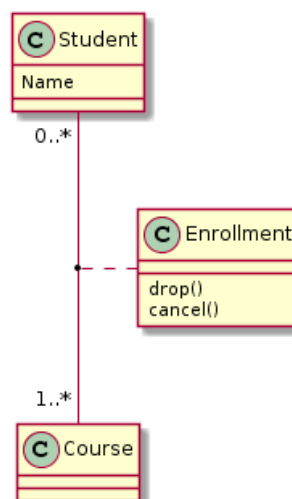 C Student
Name
0..*
C Enrollment
drop()
cancel()
1..*
C Course